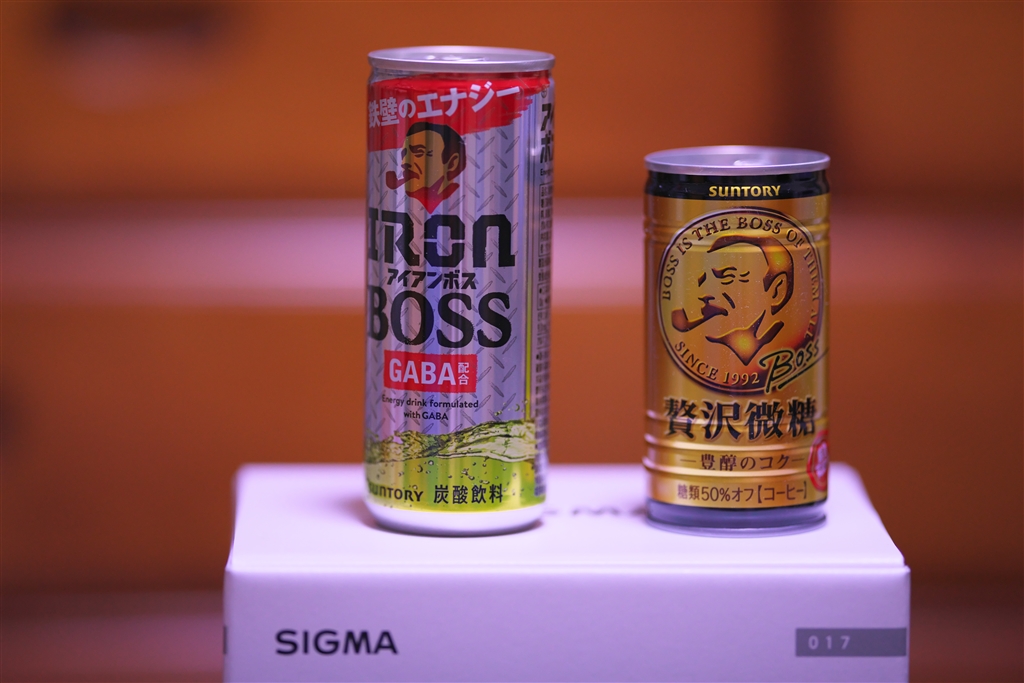 鉄壁のエナジー
IRON
アイアンボス
BOSS
GABA配合
Energy drink formulated
with GABA
SUNTORY 炭酸飲料
SUNTORY
BOSS IS THE BOSS OF THEM ALL
SINCE 1992
Boss
贅沢微糖
豊醇のコク
糖類50%オフ【コーヒー】
SIGMA
017